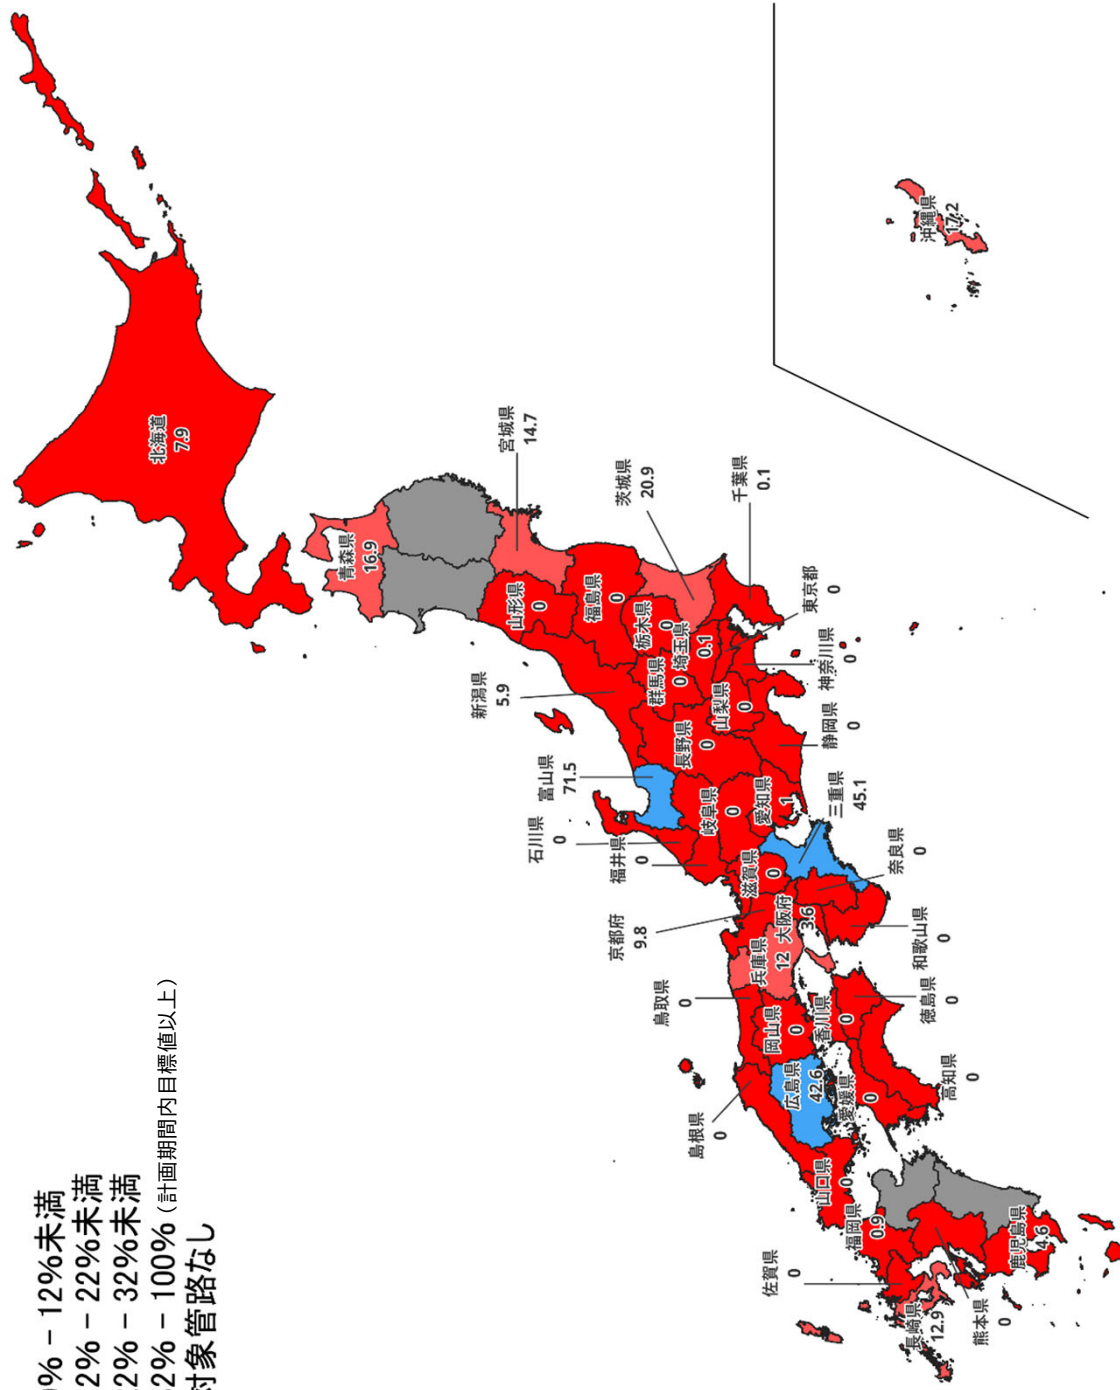 0% – 12%未満
2% – 22%未満
2% – 32%未満
2% – 100%（計画期間内目標値以上）
対象管路なし
北海道
7.9
青森県
16.9
宮城県
14.7
山形県
0
福島県
0
茨城県
20.9
栃木県
0
群馬県
0
埼玉県
0.1
千葉県
0.1
東京都
0
神奈川県
0
新潟県
5.9
富山県
71.5
石川県
0
福井県
0
山梨県
0
長野県
0
岐阜県
0
静岡県
0
愛知県
1
三重県
45.1
滋賀県
0
京都府
9.8
大阪府
3.6
兵庫県
12
奈良県
0
和歌山県
0
鳥取県
0
島根県
0
岡山県
0
広島県
42.6
山口県
0
徳島県
0
香川県
0
愛媛県
0
高知県
0
福岡県
0.9
佐賀県
0
長崎県
12.9
熊本県
0
鹿児島県
4.6
沖縄県
17.2